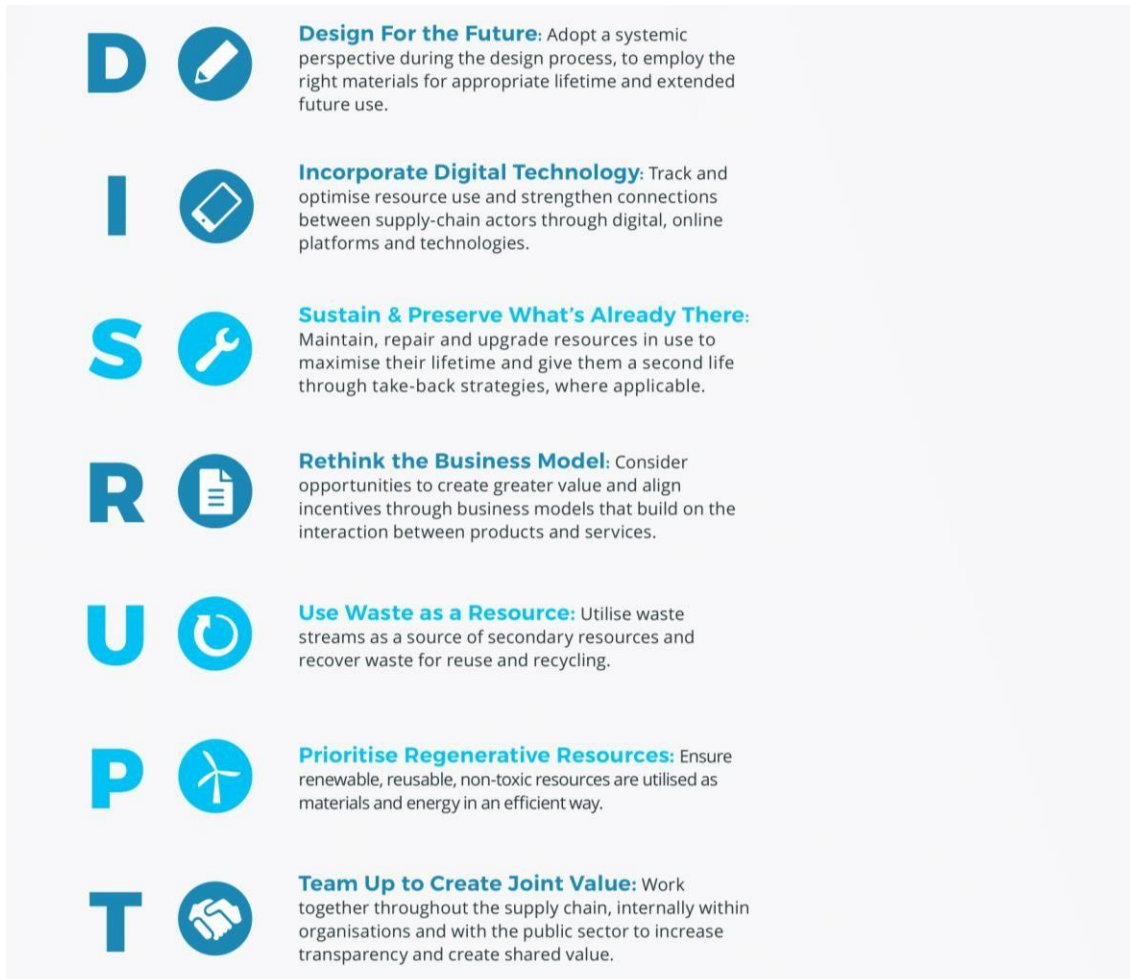 D
Design For the Future: Adopt a systemic
perspective during the design process, to employ the
right materials for appropriate lifetime and extended
future use.
I
Incorporate Digital Technology: Track and
optimise resource use and strengthen connections
between supply-chain actors through digital, online
platforms and technologies.
S
Sustain & Preserve What's Already There:
Maintain, repair and upgrade resources in use to
maximise their lifetime and give them a second life
through take-back strategies, where applicable.
R
Rethink the Business Model: Consider
opportunities to create greater value and align
incentives through business models that build on the
interaction between products and services.
U
Use Waste as a Resource: Utilise waste
streams as a source of secondary resources and
recover waste for reuse and recycling.
P
Prioritise Regenerative Resources: Ensure
renewable, reusable, non-toxic resources are utilised as
materials and energy in an efficient way.
T
Team Up to Create Joint Value: Work
together throughout the supply chain, internally within
organisations and with the public sector to increase
transparency and create shared value.